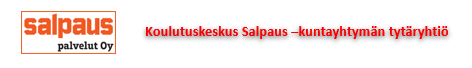 salpaus
palvelut Oy
Koulutuskeskus Salpaus –kuntayhtymän tytäryhtiö